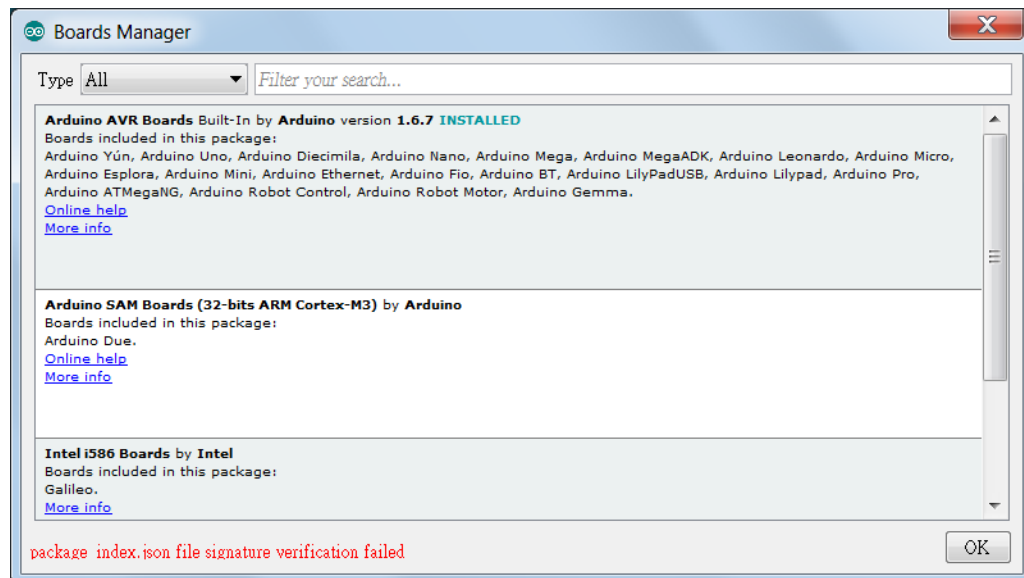 Boards Manager
X
Type All Filter your search...
Arduino AVR Boards Built-In by Arduino version 1.6.7 INSTALLED
Boards included in this package:
Arduino Yún, Arduino Uno, Arduino Diecimila, Arduino Nano, Arduino Mega, Arduino MegaADK, Arduino Leonardo, Arduino Micro,
Arduino Esplora, Arduino Mini, Arduino Ethernet, Arduino Fio, Arduino BT, Arduino LilyPadUSB, Arduino Lilypad, Arduino Pro,
Arduino ATMegaNG, Arduino Robot Control, Arduino Robot Motor, Arduino Gemma.
Online help
More info
Arduino SAM Boards (32-bits ARM Cortex-M3) by Arduino
Boards included in this package:
Arduino Due.
Online help
More info
Intel i586 Boards by Intel
Boards included in this package:
Galileo.
More info
package_index.json file signature verification failed
OK